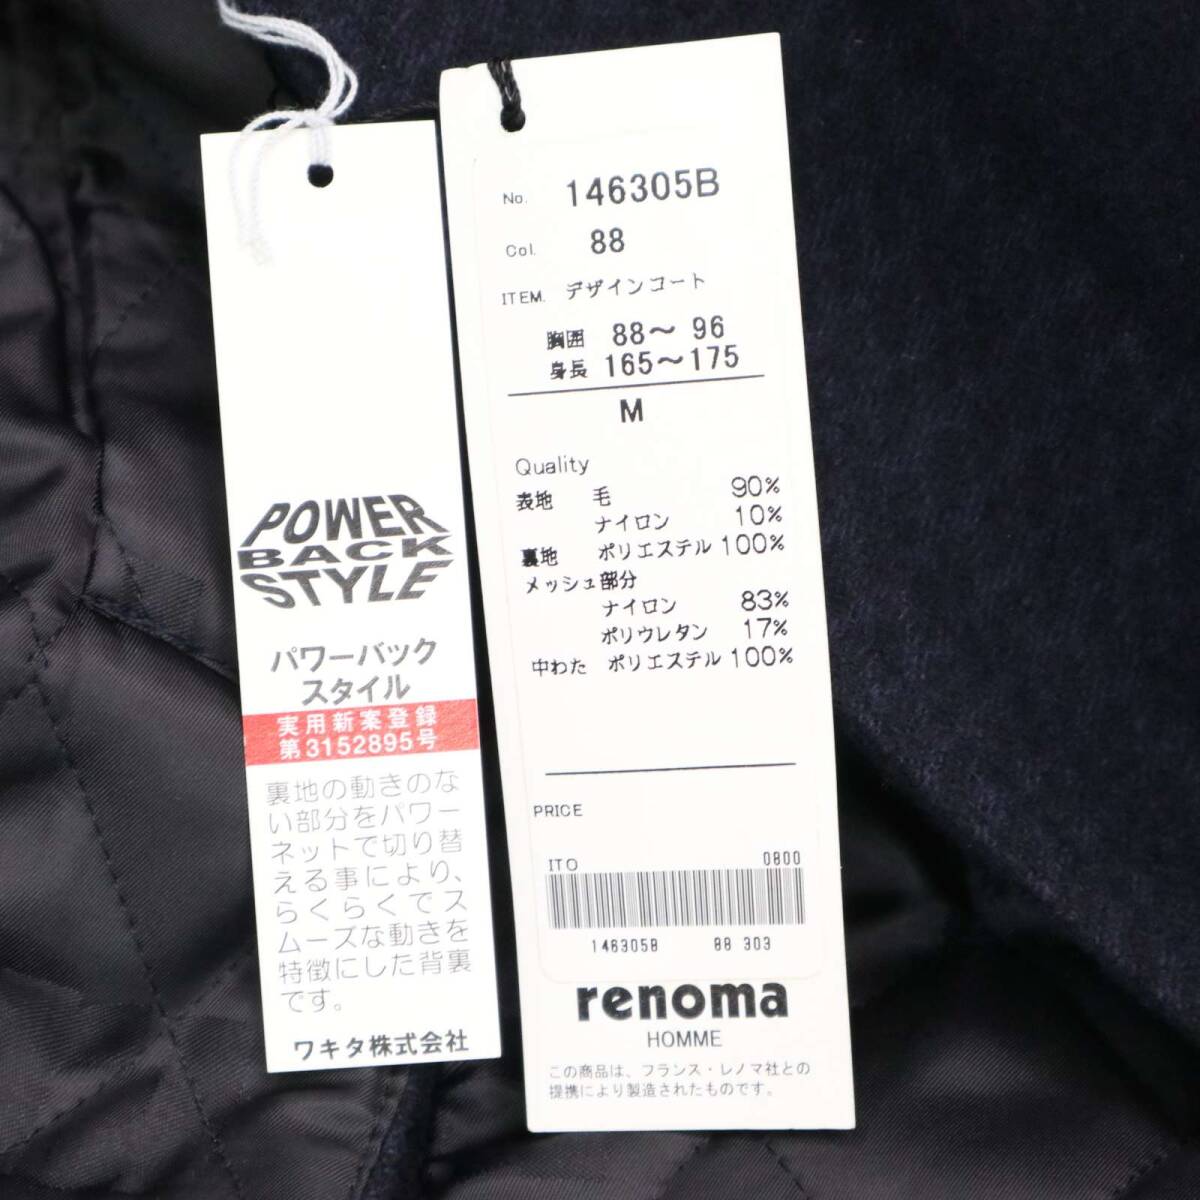 POWER
BACK
STYLE
パワーバック
スタイル
実用新案登録
第3152895号
裏地の動きのな
い部分をパワー
ネットで切り替
える事により、
らくらくでス
ムーズな動きを
特徴にした背裏
です。
ワキタ株式会社
No. 146305B
Col. 88
ITEM. デザインコート
胸囲 88～ 96
身長 165～175
M
Quality
表地 毛 90%
ナイロン 10%
裏地 ポリエステル 100%
メッシュ部分
ナイロン 83%
ポリウレタン 17%
中わた ポリエステル 100%
PRICE
ITO 0800
146305B 88 303
renoma
HOMME
この商品は、フランス・レノマ社との
提携により製造されたものです。